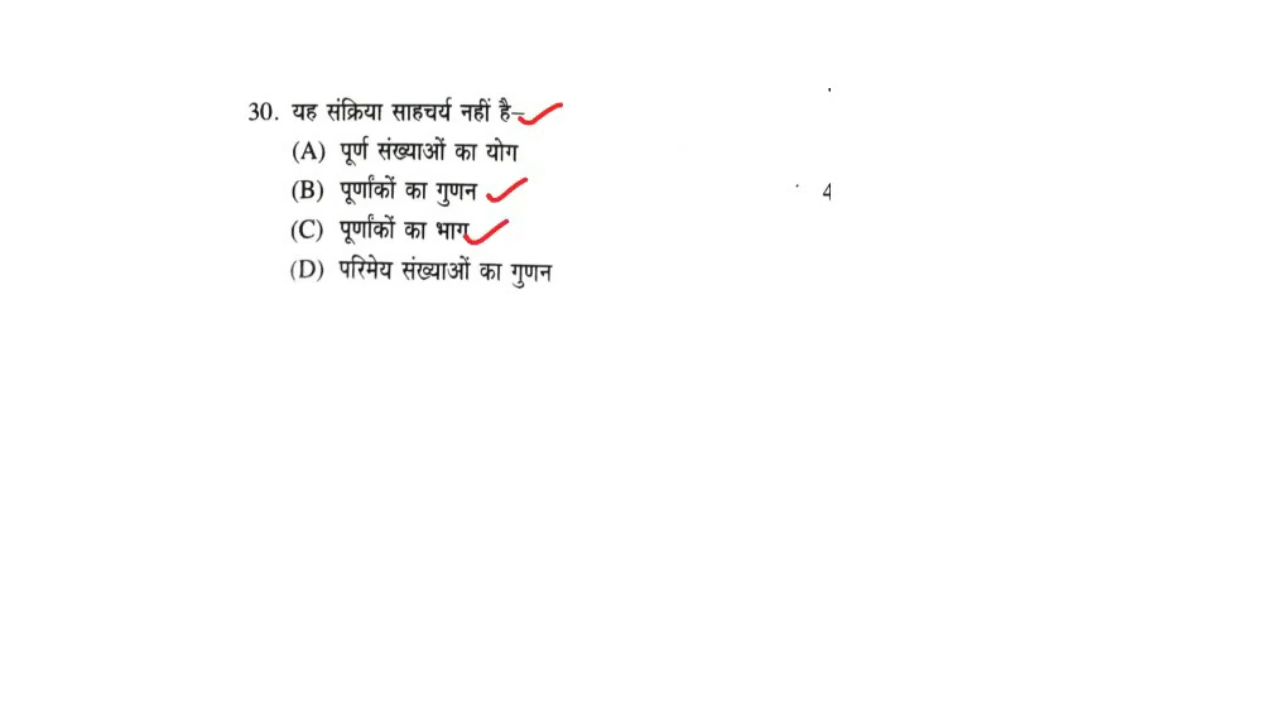 30. यह संक्रिया साहचर्य नहीं है–
(A) पूर्ण संख्याओं का योग
(B) पूर्णांकों का गुणन
4
(C) पूर्णांकों का भाग
(D) परिमेय संख्याओं का गुणन